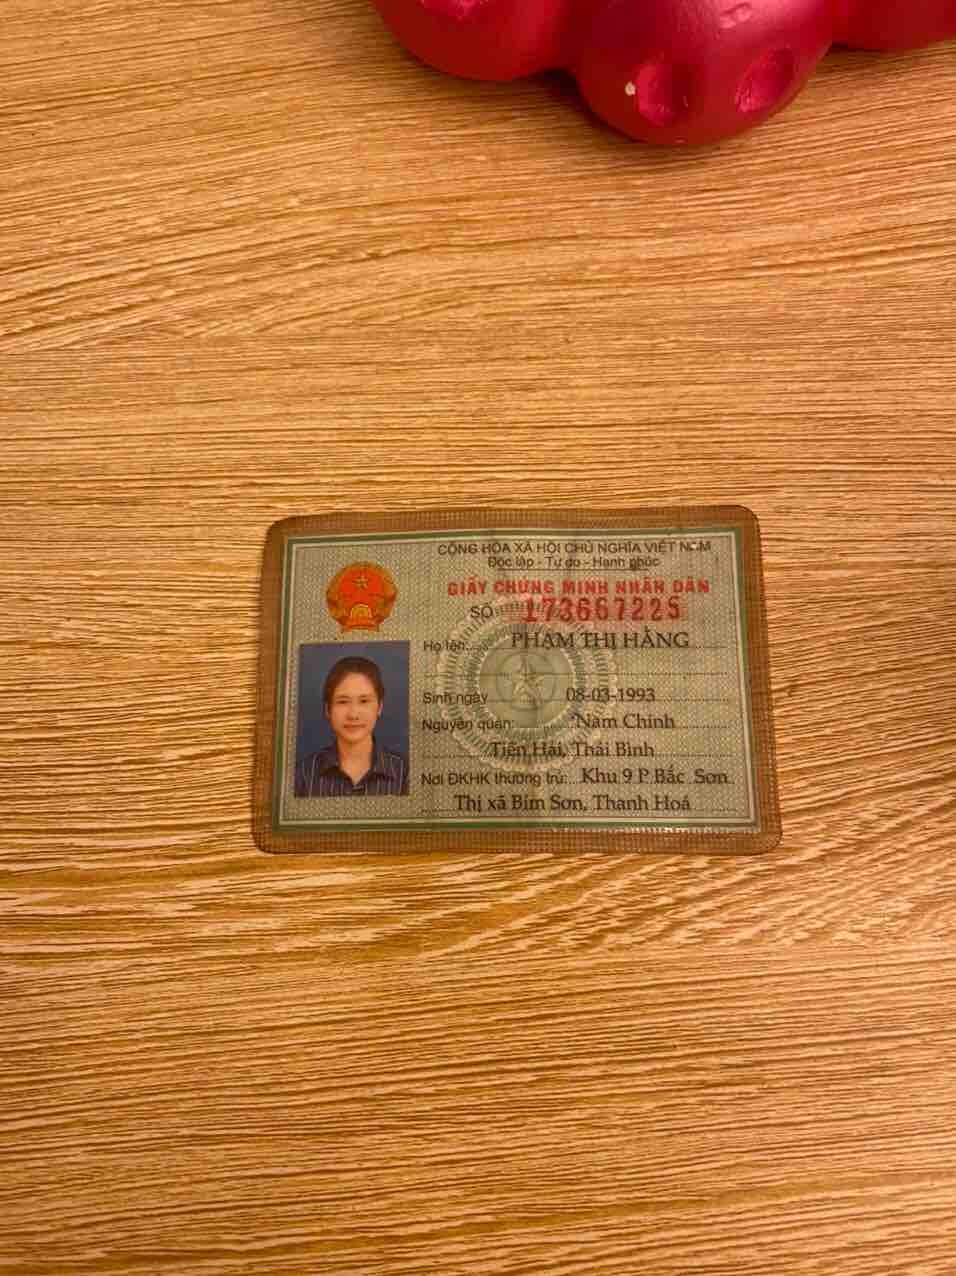 CỘNG HÒA XÃ HỘI CHỦ NGHĨA VIỆT NAM
Độc lập - Tự do - Hạnh phúc
GIẤY CHỨNG MINH NHÂN DÂN
SỐ 173667225
Họ tên: PHẠM THỊ HẰNG
Sinh ngày 08-03-1993
Nguyên quán: Nam Chính
Tiền Hải, Thái Bình
Nơi ĐKHK thường trú: Khu 9 P.Bắc Sơn
Thị xã Bỉm Sơn, Thanh Hoá